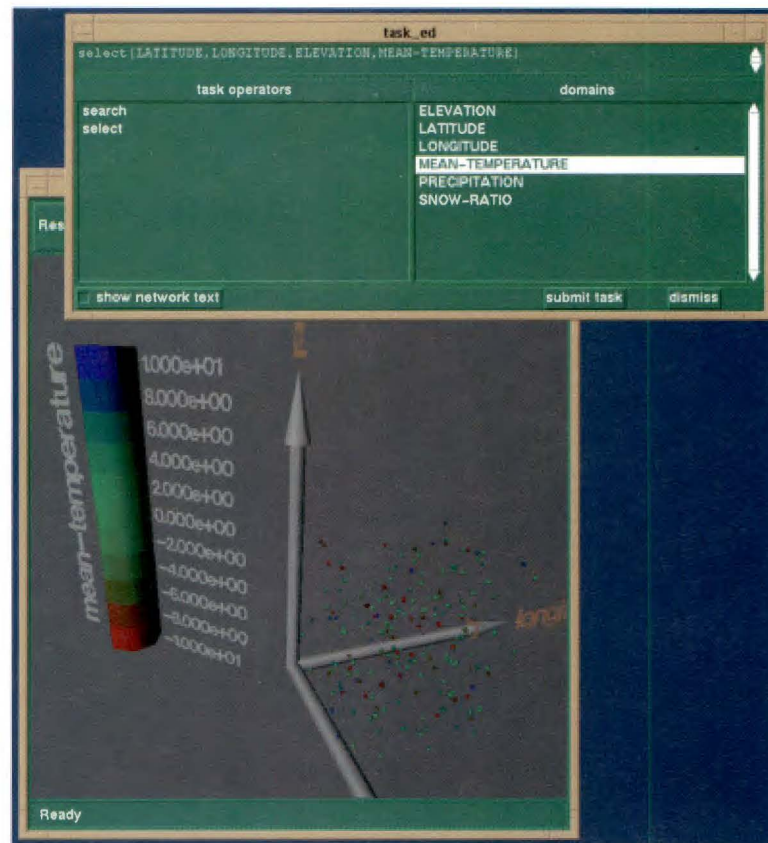 task_ed
select(LATITUDE,LONGITUDE,ELEVATION,MEAN-TEMPERATURE)
task operators
domains
search
select
ELEVATION
LATITUDE
LONGITUDE
MEAN-TEMPERATURE
PRECIPITATION
SNOW-RATIO
show network text
submit task
dismiss
Res
mean-temperature
1.000e+01
8.000e+00
6.000e+00
4.000e+00
2.000e+00
0.000e+00
-2.000e+00
-4.000e+00
-6.000e+00
-8.000e+00
-1.000e+01
longi
Ready